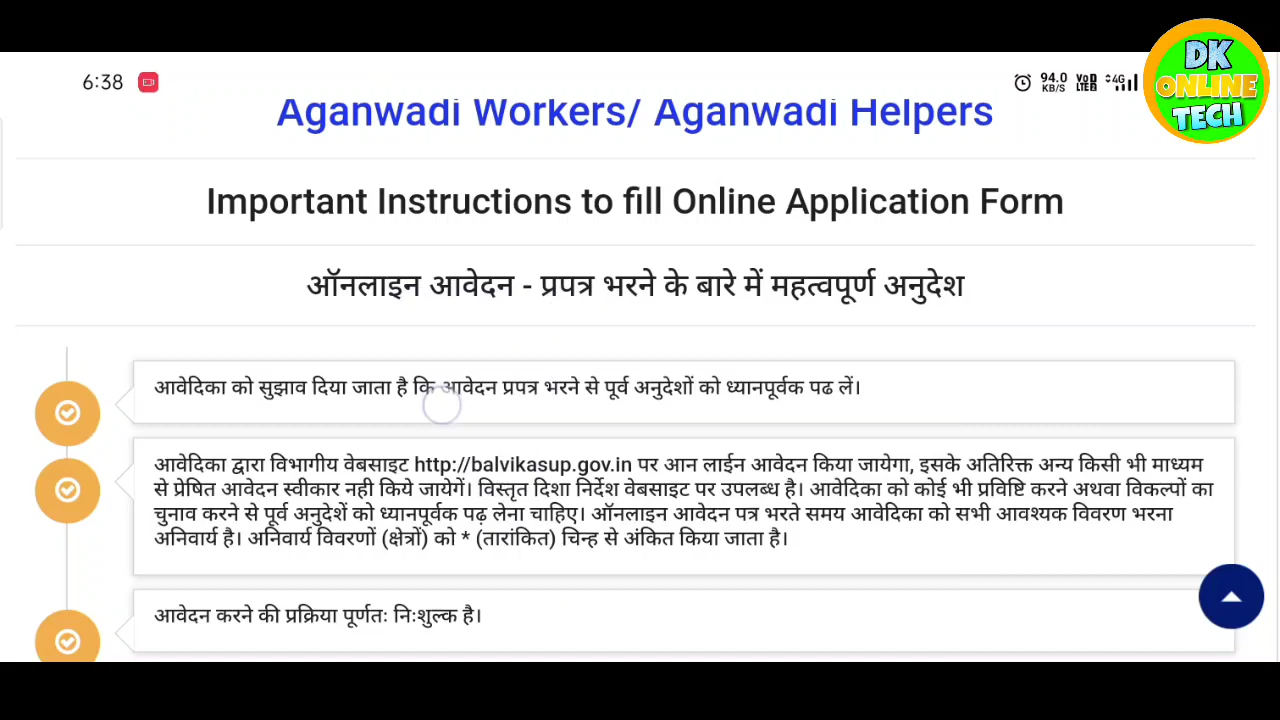 6:38
94.0
KB/S
VoD
LTE2
4G
DK
ONLINE
TECH
Aganwadi Workers/ Aganwadi Helpers
Important Instructions to fill Online Application Form
ऑनलाइन आवेदन - प्रपत्र भरने के बारे में महत्वपूर्ण अनुदेश
आवेदिका को सुझाव दिया जाता है कि आवेदन प्रपत्र भरने से पूर्व अनुदेशों को ध्यानपूर्वक पढ लें।
आवेदिका द्वारा विभागीय वेबसाइट http://balvikasup.gov.in पर आन लाईन आवेदन किया जायेगा, इसके अतिरिक्त अन्य किसी भी माध्यम
से प्रेषित आवेदन स्वीकार नही किये जायेगें। विस्तृत दिशा निर्देश वेबसाइट पर उपलब्ध है। आवेदिका को कोई भी प्रविष्टि करने अथवा विकल्पों का
चुनाव करने से पूर्व अनुदेशें को ध्यानपूर्वक पढ़ लेना चाहिए। ऑनलाइन आवेदन पत्र भरते समय आवेदिका को सभी आवश्यक विवरण भरना
अनिवार्य है। अनिवार्य विवरणों (क्षेत्रों) को * (तारांकित) चिन्ह से अंकित किया जाता है।
आवेदन करने की प्रक्रिया पूर्णतः निःशुल्क है।